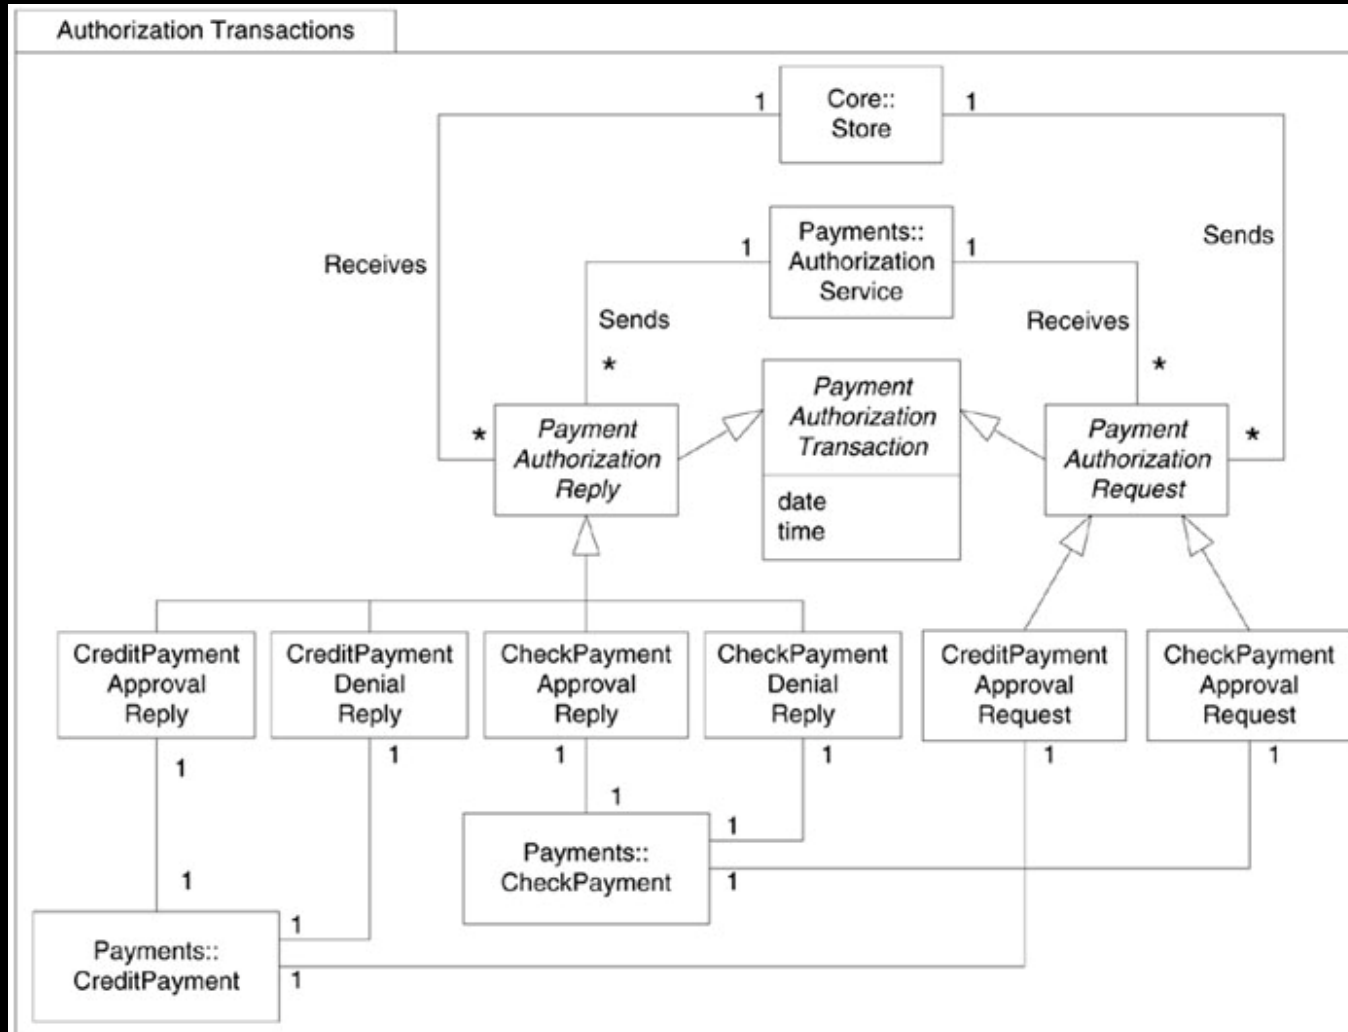 Authorization Transactions
1
Core::
Store
1
Receives
Sends
1
Payments::
Authorization
Service
1
Sends
Receives
*
*
*
Payment
Authorization
Reply
Payment
Authorization
Transaction
date
time
Payment
Authorization
Request
*
CreditPayment
Approval
Reply
CreditPayment
Denial
Reply
CheckPayment
Approval
Reply
CheckPayment
Denial
Reply
CreditPayment
Approval
Request
CheckPayment
Approval
Request
1
1
1
1
1
1
1
1
1
Payments::
CheckPayment
1
1
1
Payments::
CreditPayment